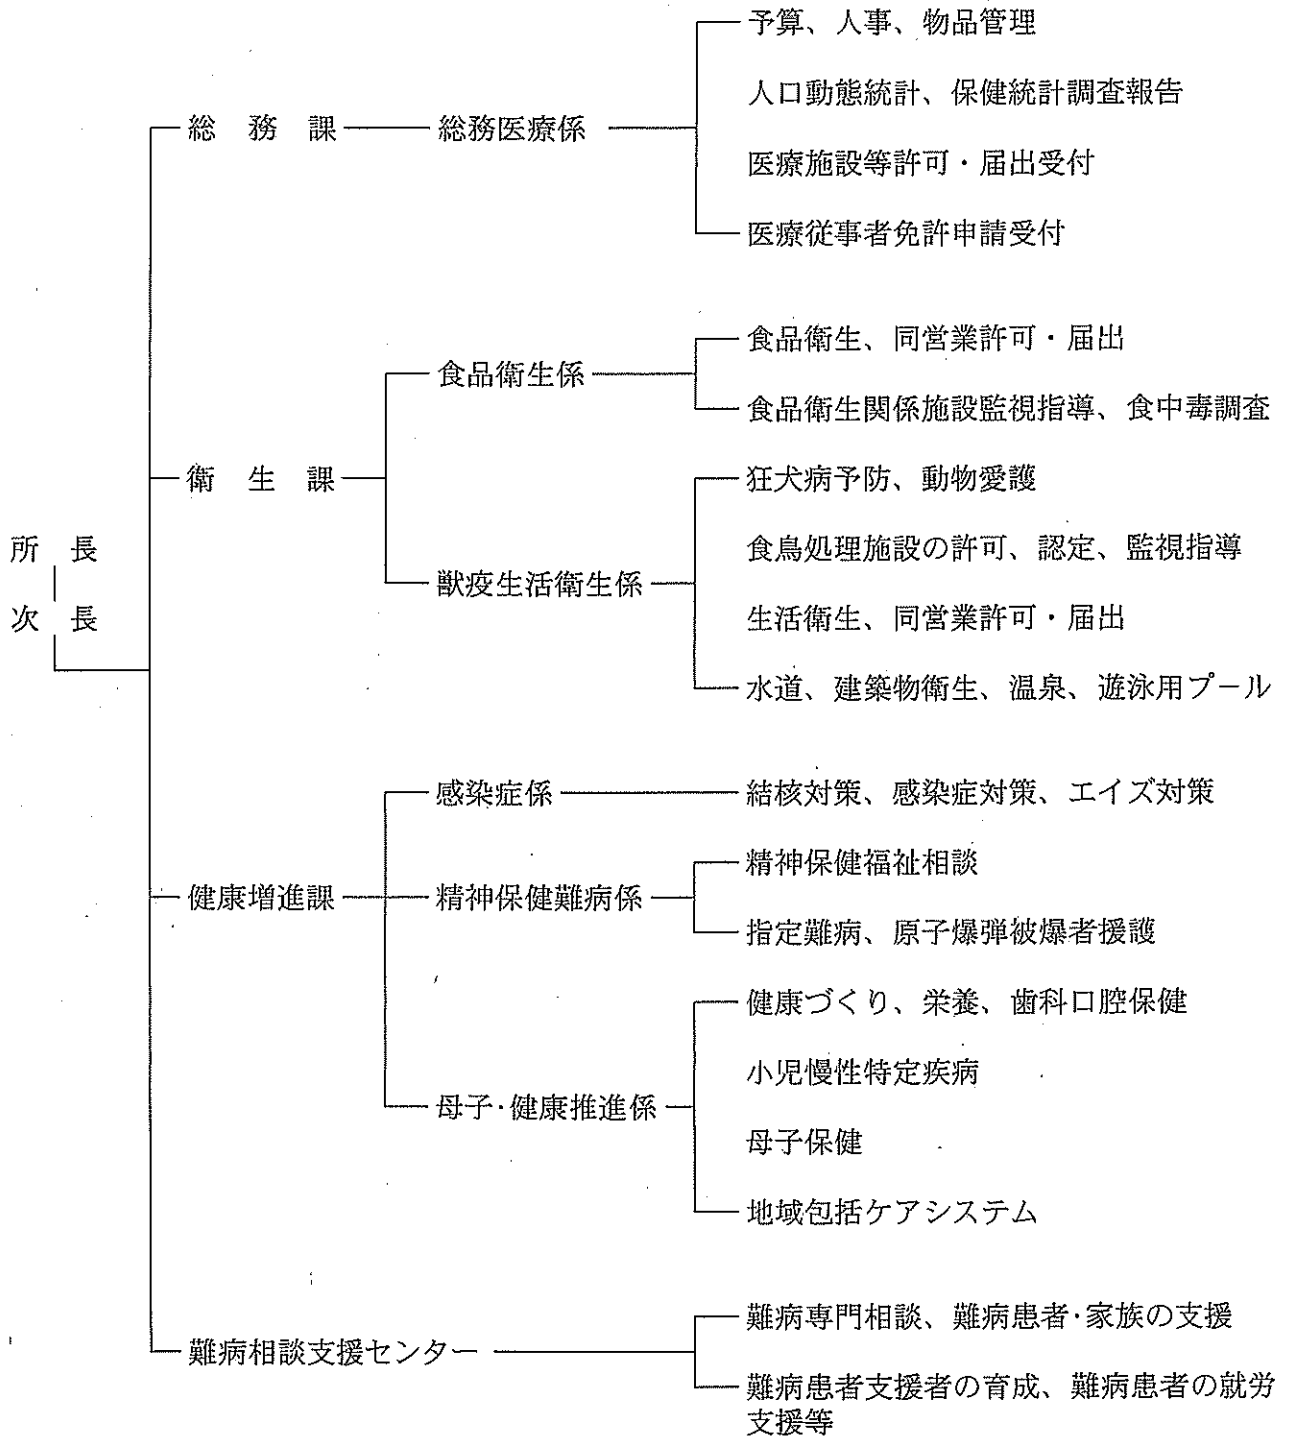 所長
次長
総務課
総務医療係
予算、人事、物品管理
人口動態統計、保健統計調査報告
医療施設等許可・届出受付
医療従事者免許申請受付
衛生課
食品衛生係
食品衛生、同営業許可・届出
食品衛生関係施設監視指導、食中毒調査
獣疫生活衛生係
狂犬病予防、動物愛護
食鳥処理施設の許可、認定、監視指導
生活衛生、同営業許可・届出
水道、建築物衛生、温泉、遊泳用プール
健康増進課
感染症係
結核対策、感染症対策、エイズ対策
精神保健難病係
精神保健福祉相談
指定難病、原子爆弾被爆者援護
母子・健康推進係
健康づくり、栄養、歯科口腔保健
小児慢性特定疾病
母子保健
地域包括ケアシステム
難病相談支援センター
難病専門相談、難病患者・家族の支援
難病患者支援者の育成、難病患者の就労
支援等